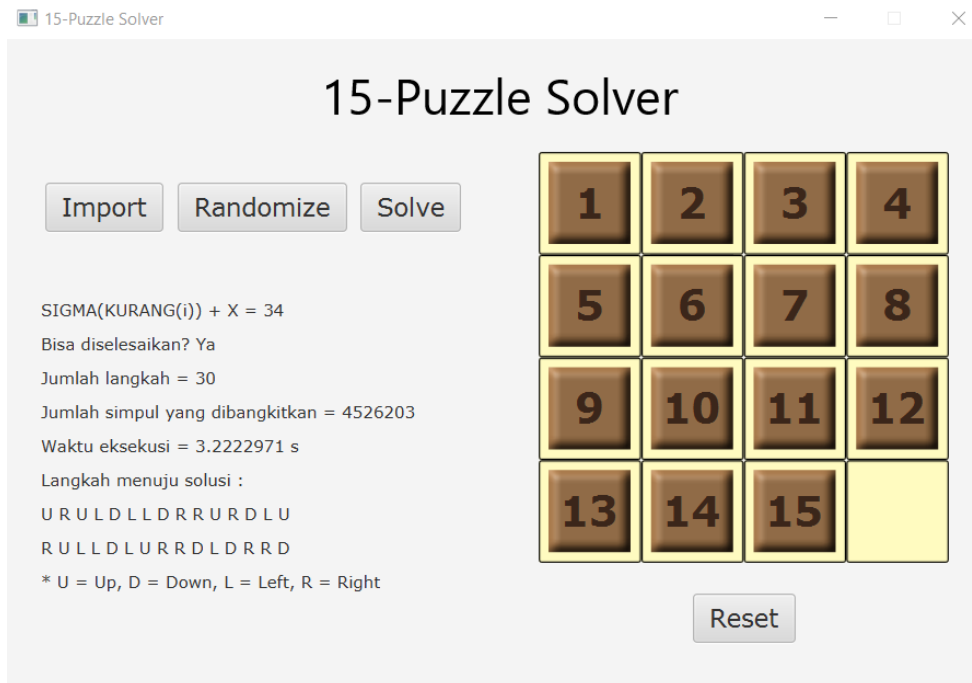 15-Puzzle Solver
15-Puzzle Solver
Import Randomize Solve
SIGMA(KURANG(i)) + X = 34
Bisa diselesaikan? Ya
Jumlah langkah = 30
Jumlah simpul yang dibangkitkan = 4526203
Waktu eksekusi = 3.2222971 s
Langkah menuju solusi :
U R U L D L L D R R U R D L U
R U L L D L U R R D L D R R D
* U = Up, D = Down, L = Left, R = Right
1 2 3 4
5 6 7 8
9 10 11 12
13 14 15
Reset